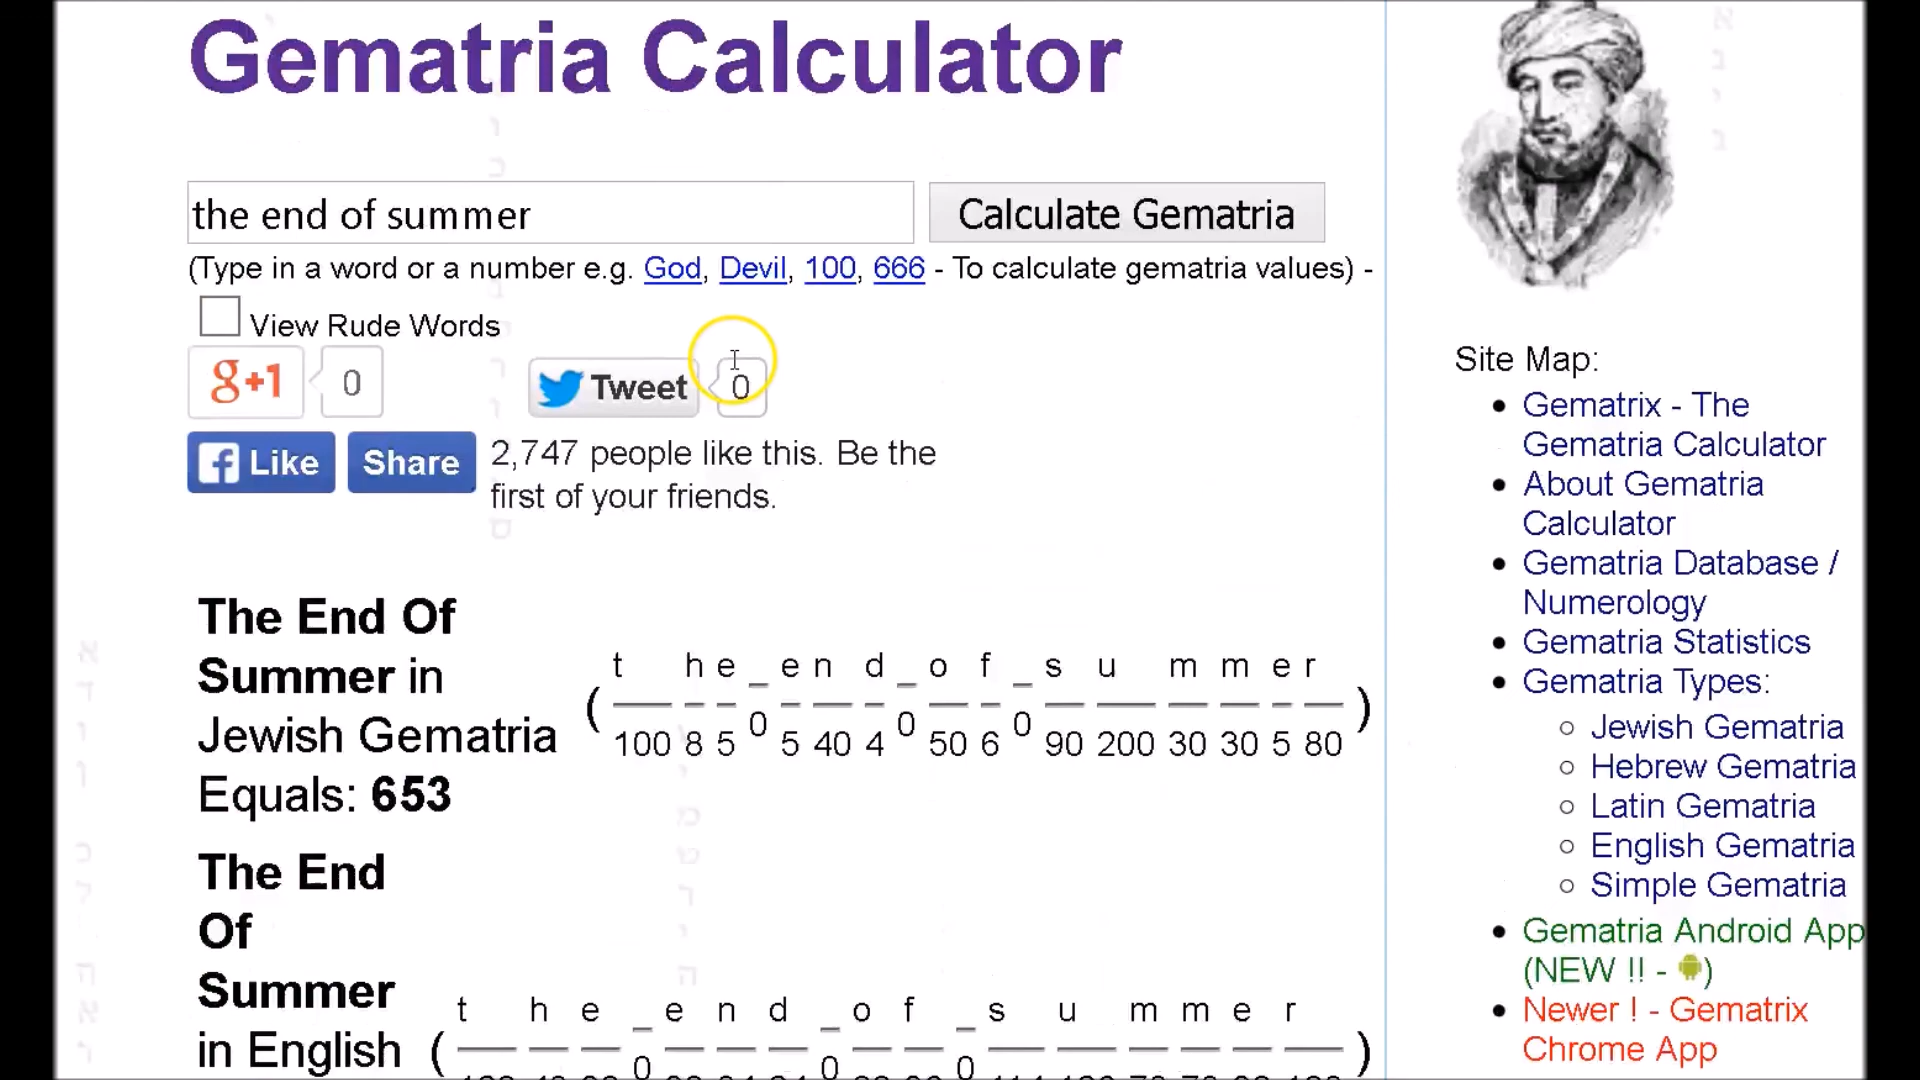 Gematria Calculator
the end of summer
Calculate Gematria
(Type in a word or a number e.g. God, Devil, 100, 666 - To calculate gematria values) -
View Rude Words
g+1 0 Tweet 0
Like Share 2,747 people like this. Be the
first of your friends.
The End Of
Summer in
Jewish Gematria
Equals: 653
( t h e _ e n d _ o f _ s u m m e r )
100 8 5 0 5 40 4 0 50 6 0 90 200 30 30 5 80
The End
Of
Summer
in English
( t h e _ e n d _ o f _ s u m m e r )
0 0 0
Site Map:
Gematrix - The
Gematria Calculator
About Gematria
Calculator
Gematria Database /
Numerology
Gematria Statistics
Gematria Types:
Jewish Gematria
Hebrew Gematria
Latin Gematria
English Gematria
Simple Gematria
Gematria Android App
(NEW !! - )
Newer ! - Gematrix
Chrome App